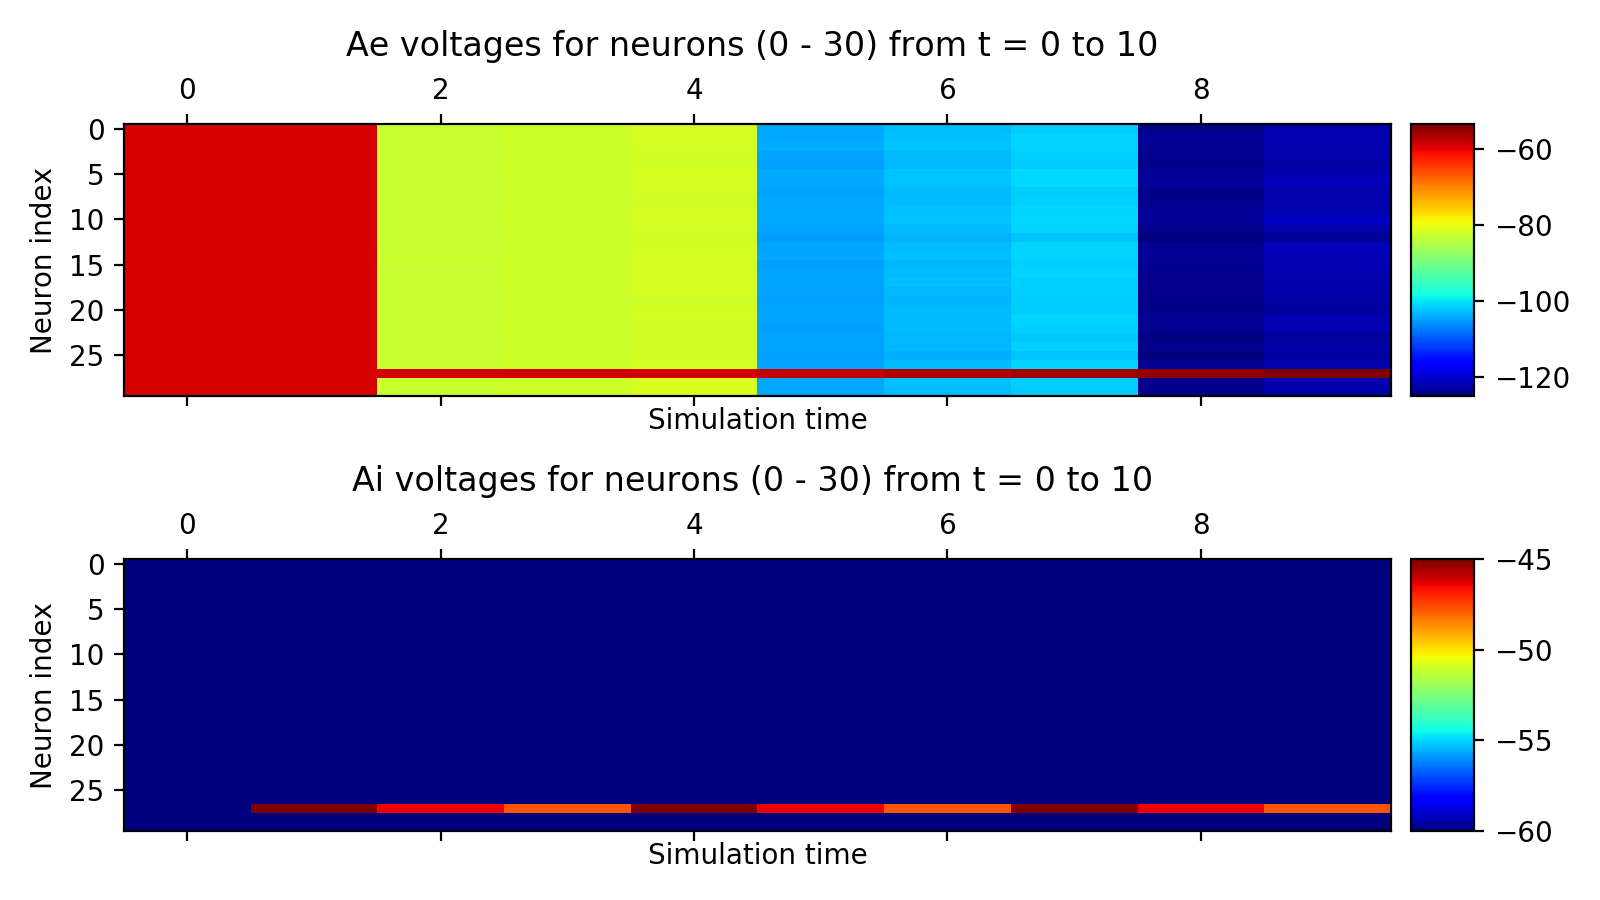 Ae voltages for neurons (0 - 30) from t = 0 to 10
0 2 4 6 8
Neuron index
0
5
10
15
20
25
−60
−80
−100
−120
Simulation time
Ai voltages for neurons (0 - 30) from t = 0 to 10
0 2 4 6 8
Neuron index
0
5
10
15
20
25
−45
−50
−55
−60
Simulation time